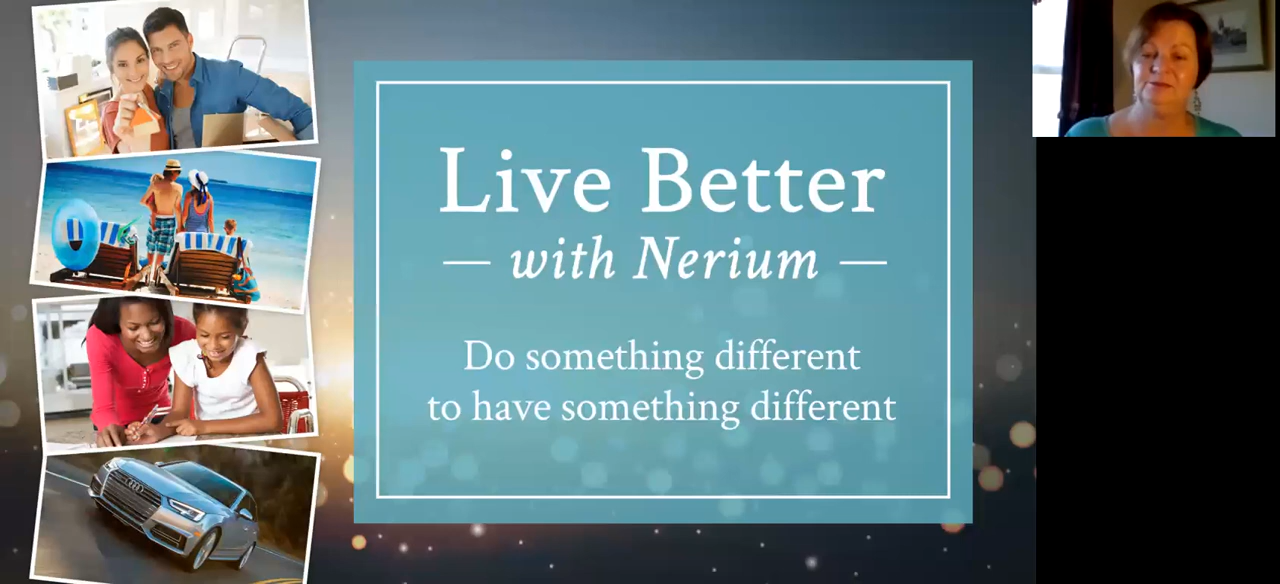 Live Better
— with Nerium —
Do something different
to have something different